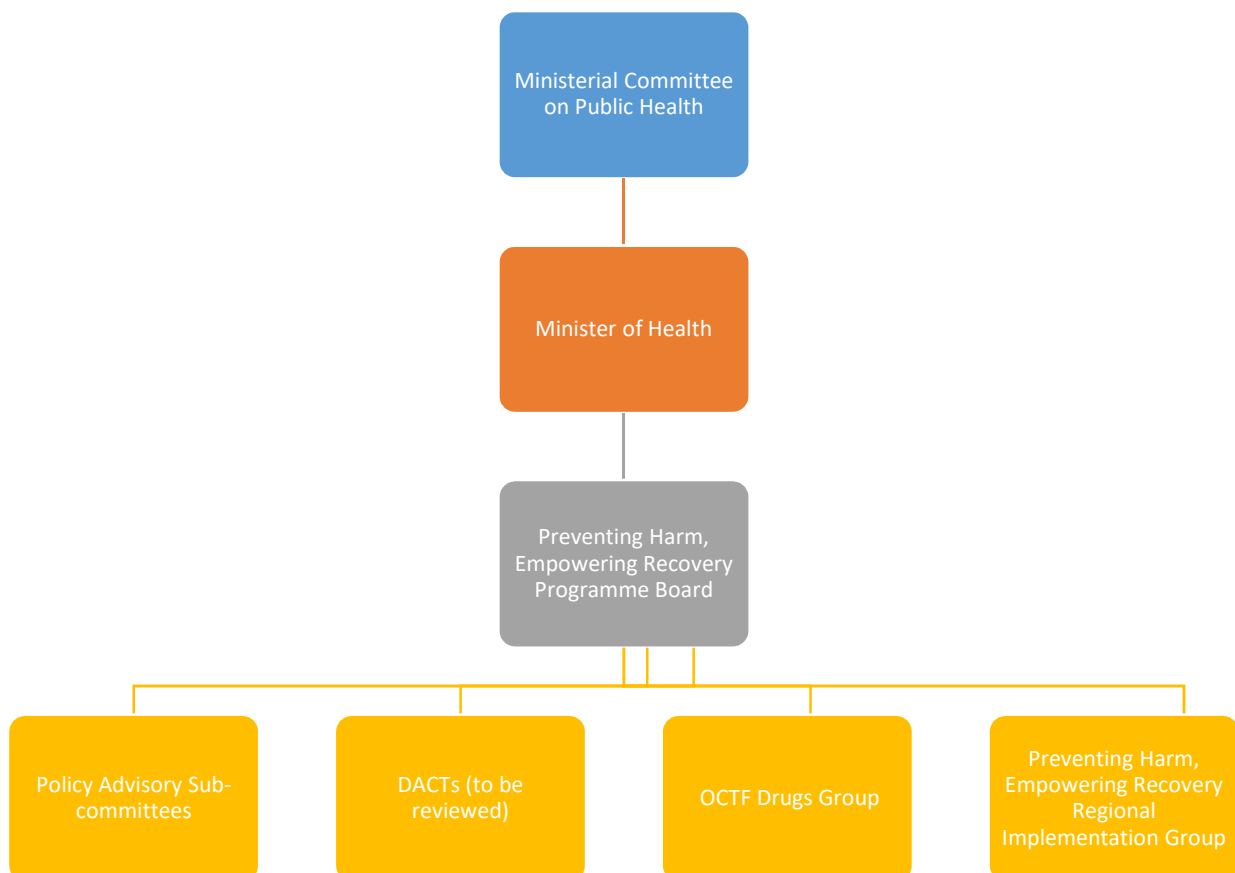 Ministerial Committee
on Public Health
Minister of Health
Preventing Harm,
Empowering Recovery
Programme Board
Policy Advisory Sub-
committees
DACTs (to be
reviewed)
OCTF Drugs Group
Preventing Harm,
Empowering Recovery
Regional
Implementation Group